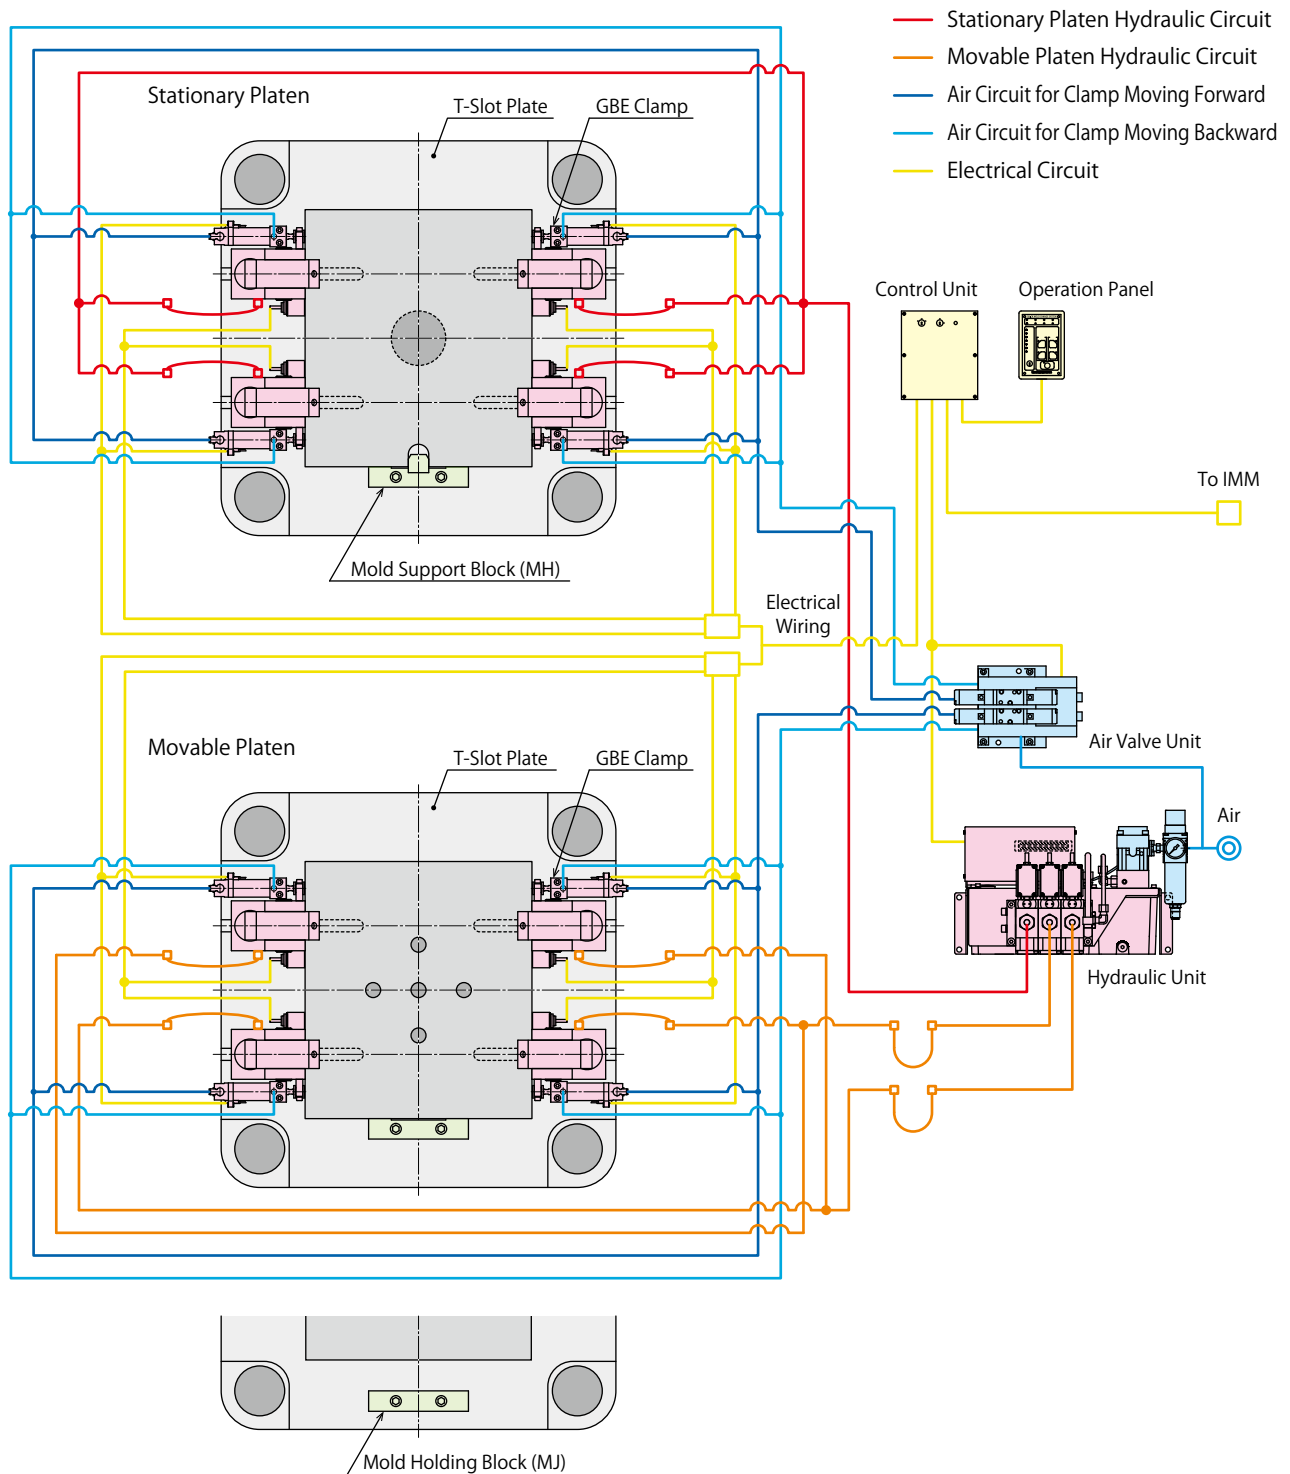 Stationary Platen Hydraulic Circuit
Movable Platen Hydraulic Circuit
Air Circuit for Clamp Moving Forward
Air Circuit for Clamp Moving Backward
Electrical Circuit
Stationary Platen
T-Slot Plate
GBE Clamp
Control Unit
Operation Panel
To IMM
Mold Support Block (MH)
Electrical
Wiring
Movable Platen
T-Slot Plate
GBE Clamp
Air Valve Unit
Air
Hydraulic Unit
Mold Holding Block (MJ)